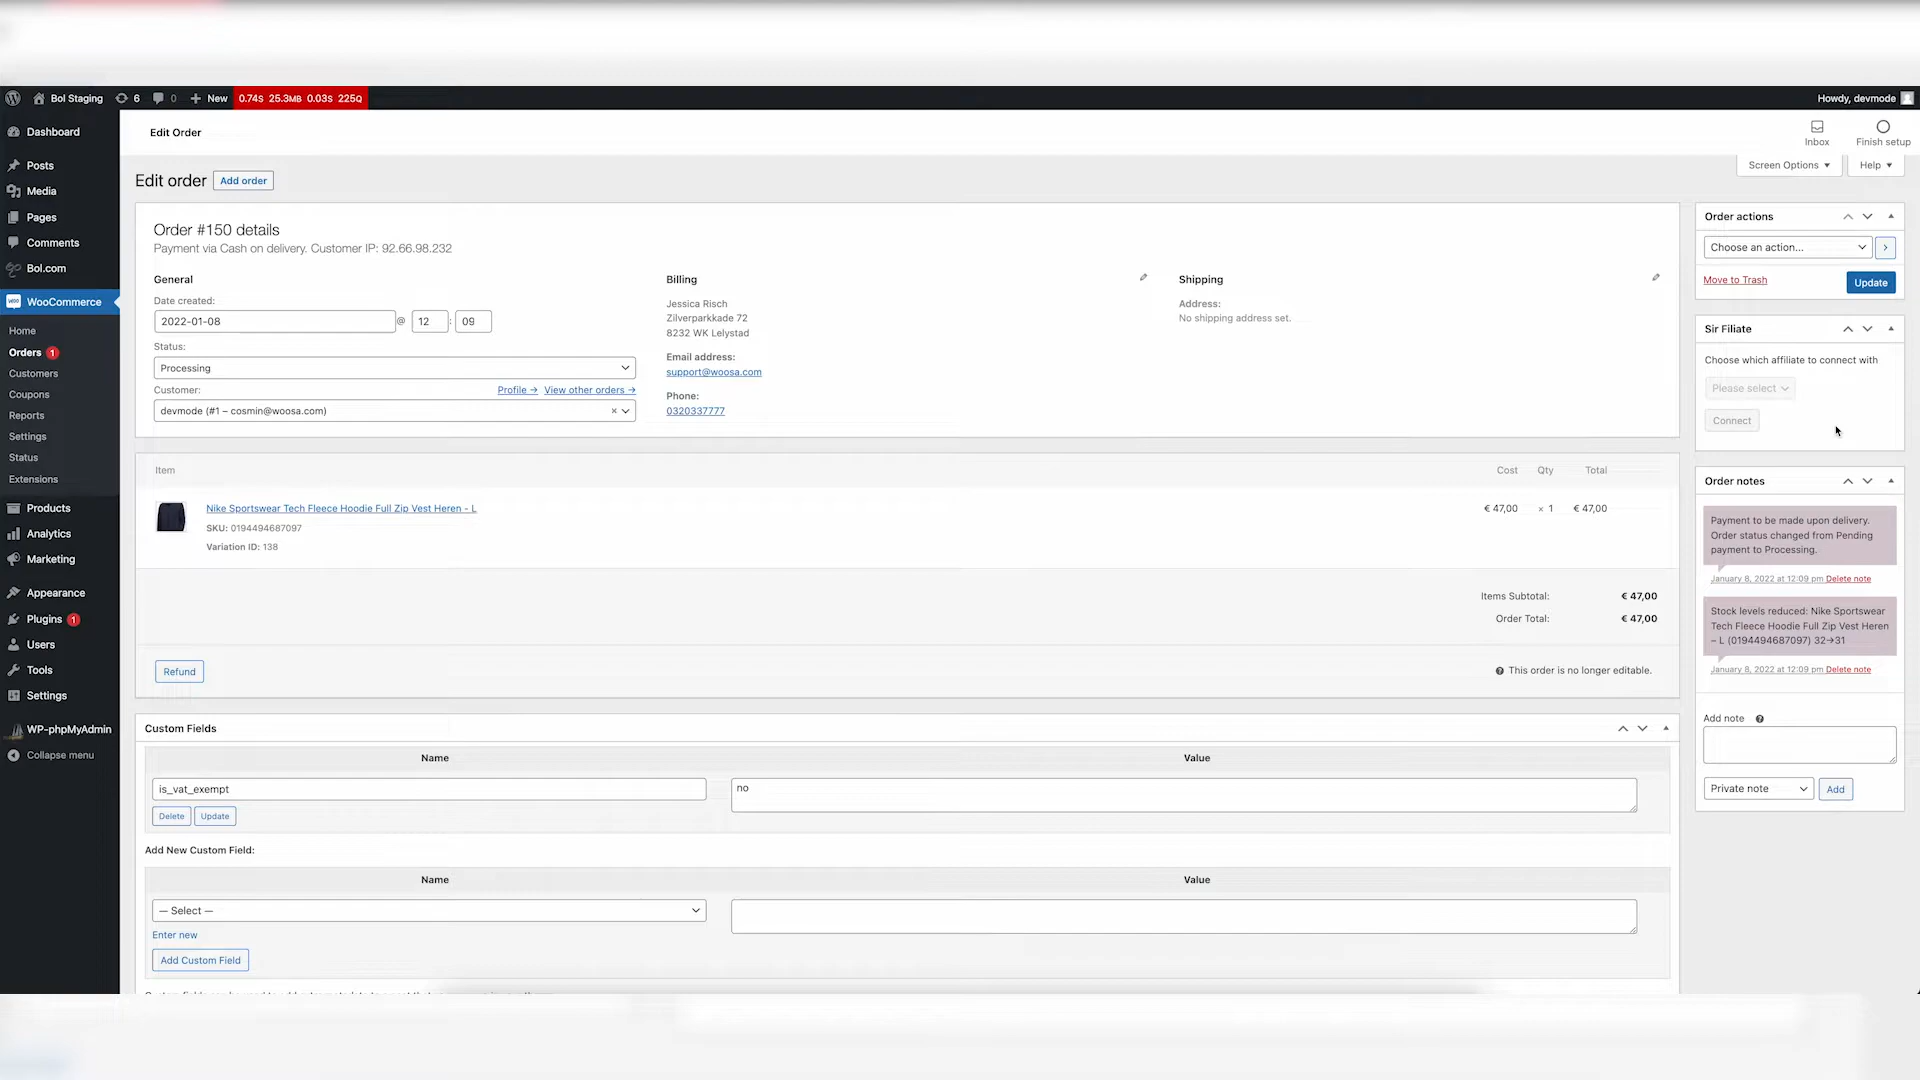 Bol Staging 6 0 New 0.74S 25.3MB 0.03S 225Q
Howdy, devmode
Dashboard
Posts
Media
Pages
Comments
Bol.com
WooCommerce
Home
Orders 1
Customers
Coupons
Reports
Settings
Status
Extensions
Products
Analytics
Marketing
Appearance
Plugins 1
Users
Tools
Settings
WP-phpMyAdmin
Collapse menu
Edit Order
Inbox
Finish setup
Screen Options
Help
Edit order
Add order
Order #150 details
Payment via Cash on delivery. Customer IP: 92.66.98.232
General
Date created:
2022-01-08 @ 12 : 09
Status:
Processing
Customer:
Profile → View other orders →
devmode (#1 – cosmin@woosa.com) ×
Billing
Jessica Risch
Zilverparkkade 72
8232 WK Lelystad
Email address:
support@woosa.com
Phone:
0320337777
Shipping
Address:
No shipping address set.
Item Cost Qty Total
Nike Sportswear Tech Fleece Hoodie Full Zip Vest Heren - L € 47,00 × 1 € 47,00
SKU: 0194494687097
Variation ID: 138
Items Subtotal: € 47,00
Order Total: € 47,00
Refund
This order is no longer editable.
Custom Fields
Name Value
is_vat_exempt no
Delete Update
Add New Custom Field:
Name Value
— Select —
Enter new
Add Custom Field
Order actions
Choose an action...
Move to Trash
Update
Sir Filiate
Choose which affiliate to connect with
Please select
Connect
Order notes
Payment to be made upon delivery.
Order status changed from Pending
payment to Processing.
January 8, 2022 at 12:09 pm Delete note
Stock levels reduced: Nike Sportswear
Tech Fleece Hoodie Full Zip Vest Heren
– L (0194494687097) 32→31
January 8, 2022 at 12:09 pm Delete note
Add note
Private note
Add